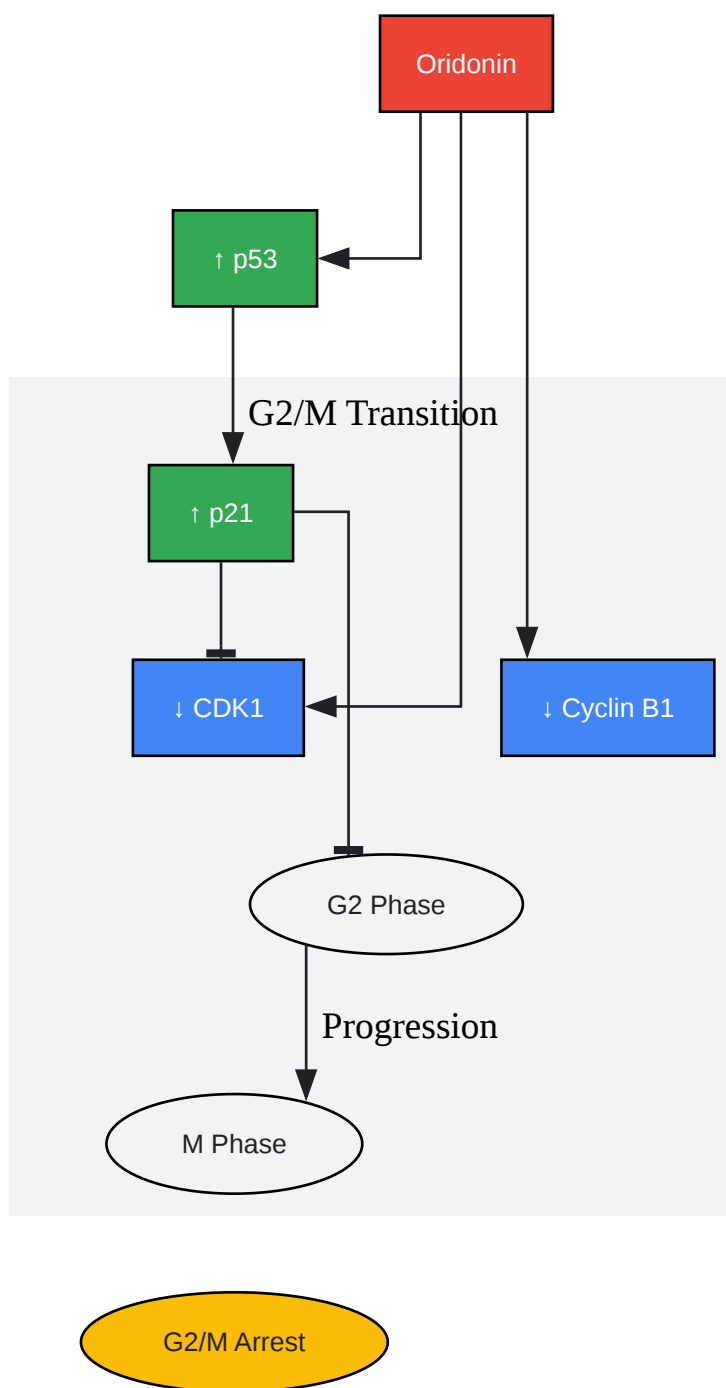 Oridonin
↑ p53
G2/M Transition
↑ p21
↓ CDK1
↓ Cyclin B1
G2 Phase
Progression
M Phase
G2/M Arrest